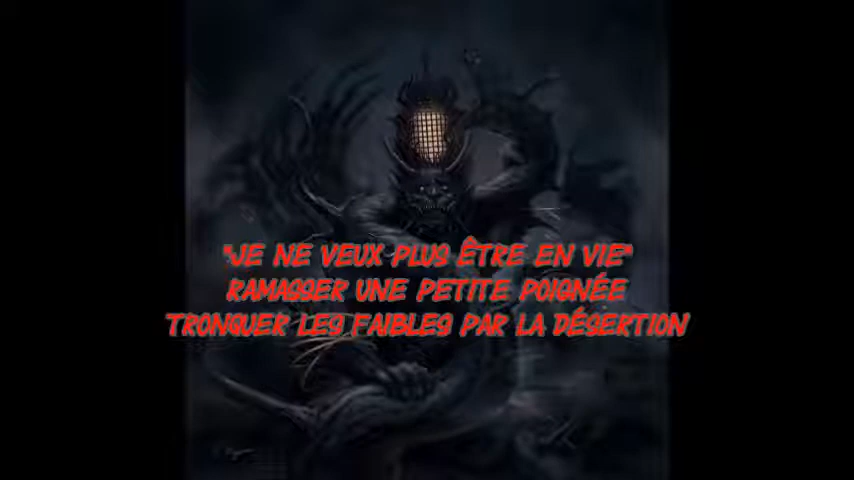 "JE NE VEUX PLUS ÊTRE EN VIE"
RAMASSER UNE PETITE POIGNÉE
TRONQUER LES FAIBLES PAR LA DÉSERTION